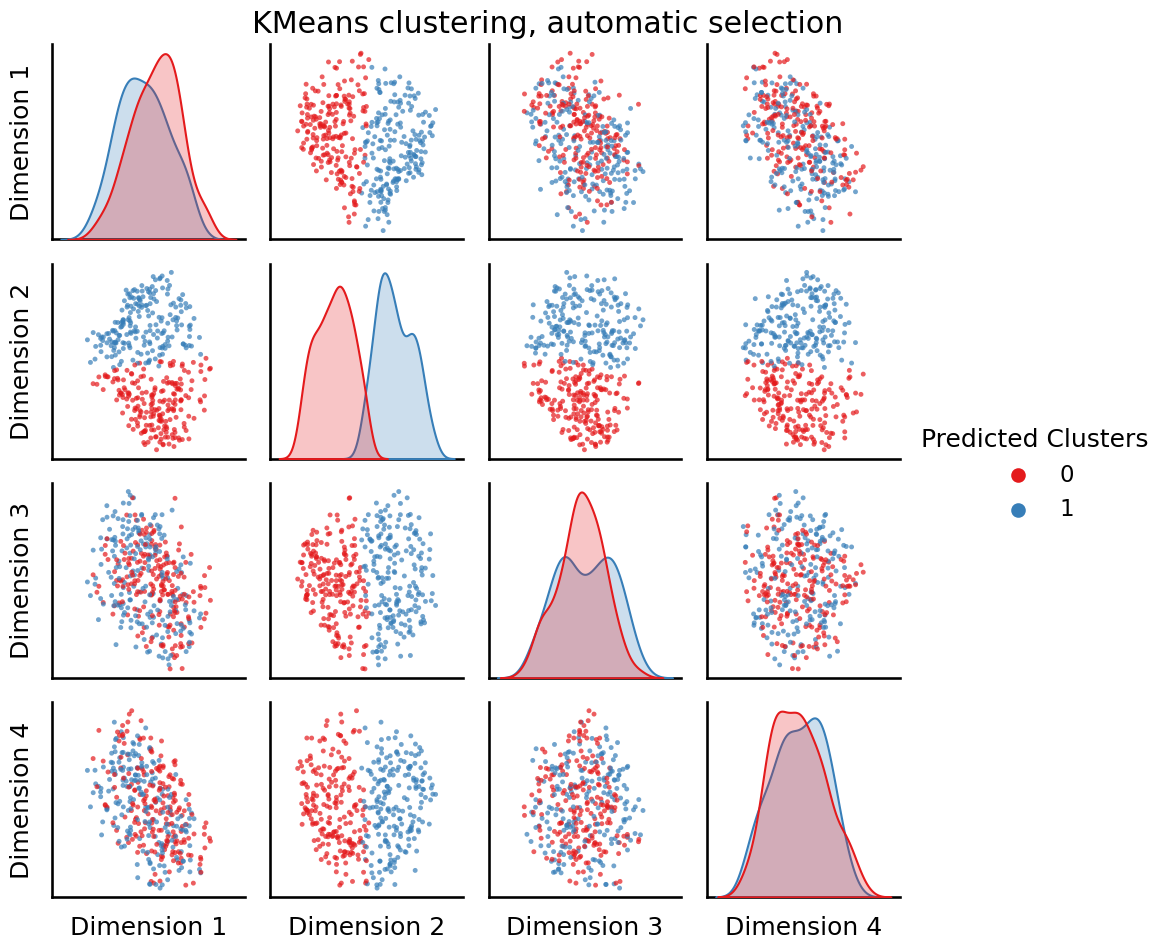 KMeans clustering, automatic selection
Dimension 1
Dimension 2
Dimension 3
Dimension 4
Predicted Clusters
0
1
Dimension 1
Dimension 2
Dimension 3
Dimension 4